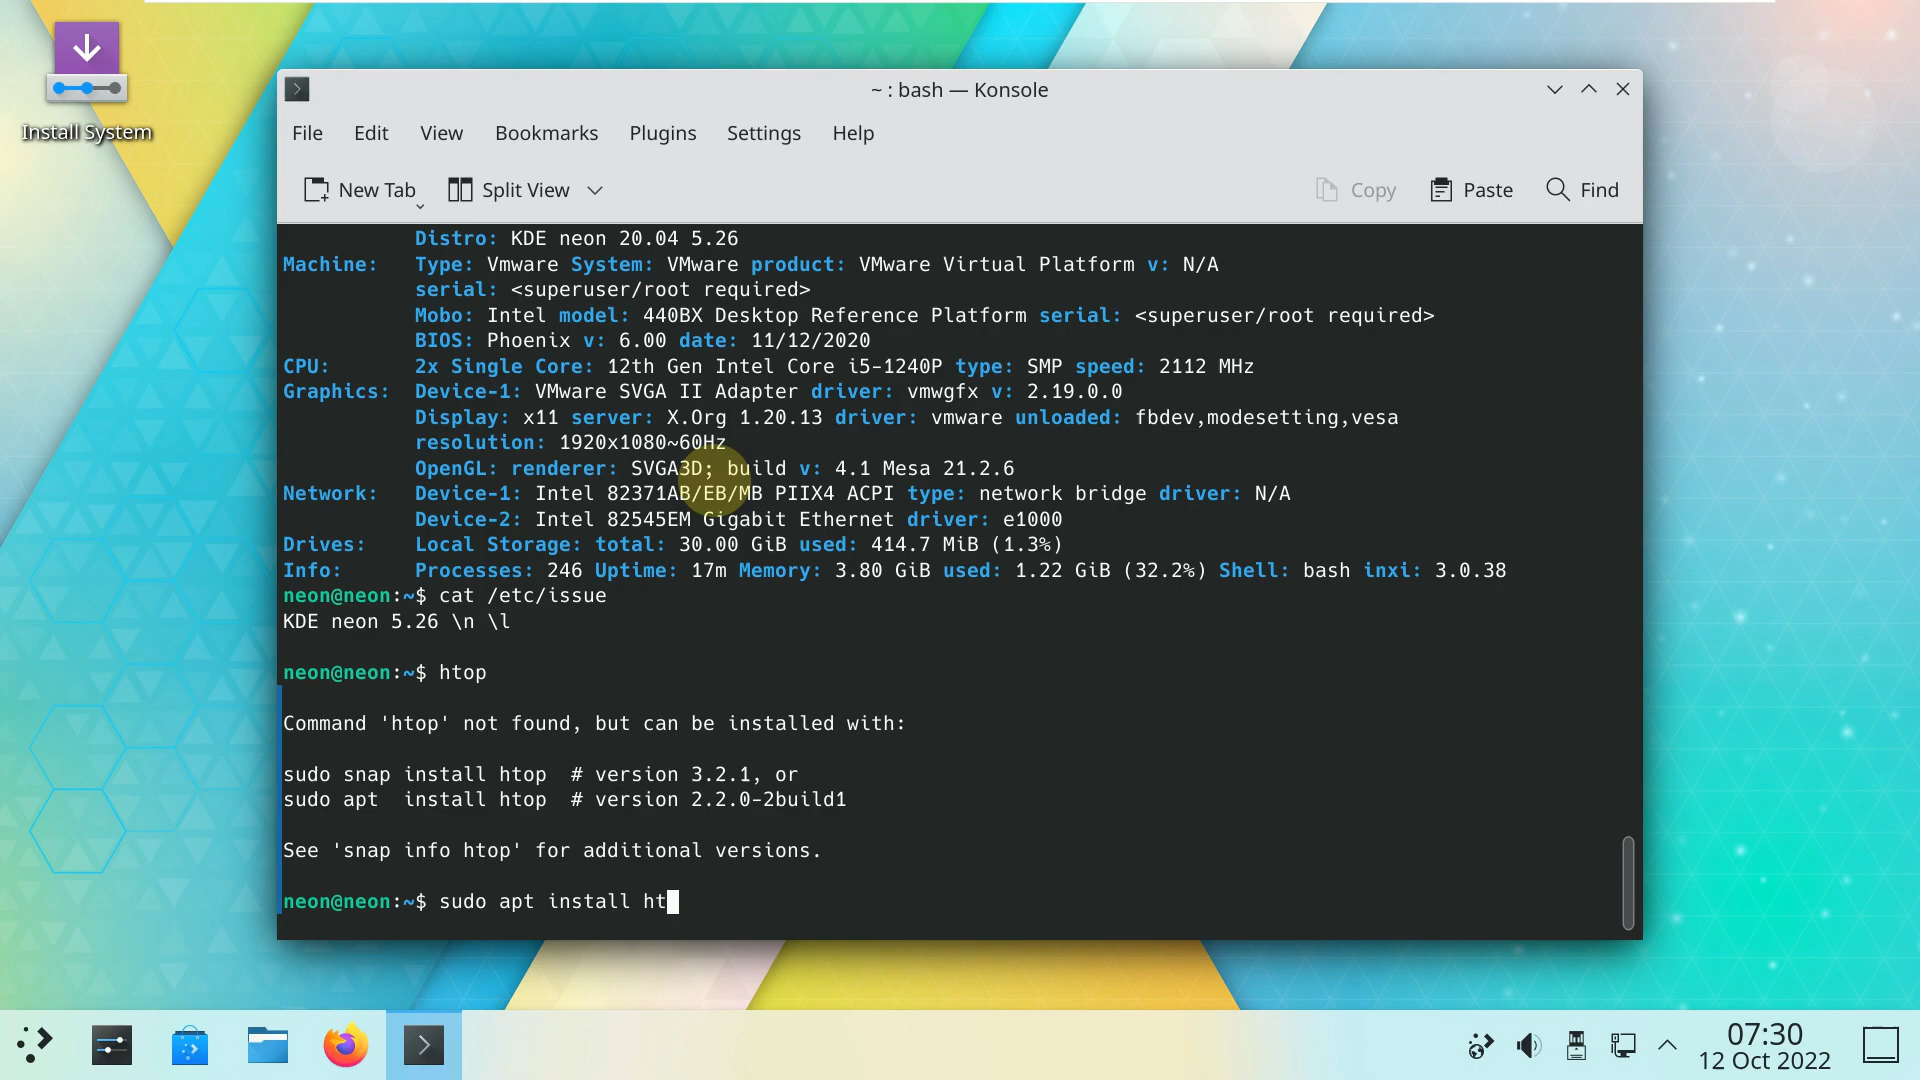 Install System
~ : bash — Konsole
File Edit View Bookmarks Plugins Settings Help
New Tab Split View Copy Paste Find
Distro: KDE neon 20.04 5.26
Machine: Type: Vmware System: VMware product: VMware Virtual Platform v: N/A
serial: <superuser/root required>
Mobo: Intel model: 440BX Desktop Reference Platform serial: <superuser/root required>
BIOS: Phoenix v: 6.00 date: 11/12/2020
CPU: 2x Single Core: 12th Gen Intel Core i5-1240P type: SMP speed: 2112 MHz
Graphics: Device-1: VMware SVGA II Adapter driver: vmwgfx v: 2.19.0.0
Display: x11 server: X.Org 1.20.13 driver: vmware unloaded: fbdev,modesetting,vesa
resolution: 1920x1080~60Hz
OpenGL: renderer: SVGA3D; build v: 4.1 Mesa 21.2.6
Network: Device-1: Intel 82371AB/EB/MB PIIX4 ACPI type: network bridge driver: N/A
Device-2: Intel 82545EM Gigabit Ethernet driver: e1000
Drives: Local Storage: total: 30.00 GiB used: 414.7 MiB (1.3%)
Info: Processes: 246 Uptime: 17m Memory: 3.80 GiB used: 1.22 GiB (32.2%) Shell: bash inxi: 3.0.38
neon@neon:~$ cat /etc/issue
KDE neon 5.26 \n \l
neon@neon:~$ htop
Command 'htop' not found, but can be installed with:
sudo snap install htop  # version 3.2.1, or
sudo apt  install htop  # version 2.2.0-2build1
See 'snap info htop' for additional versions.
neon@neon:~$ sudo apt install ht
07:30
12 Oct 2022